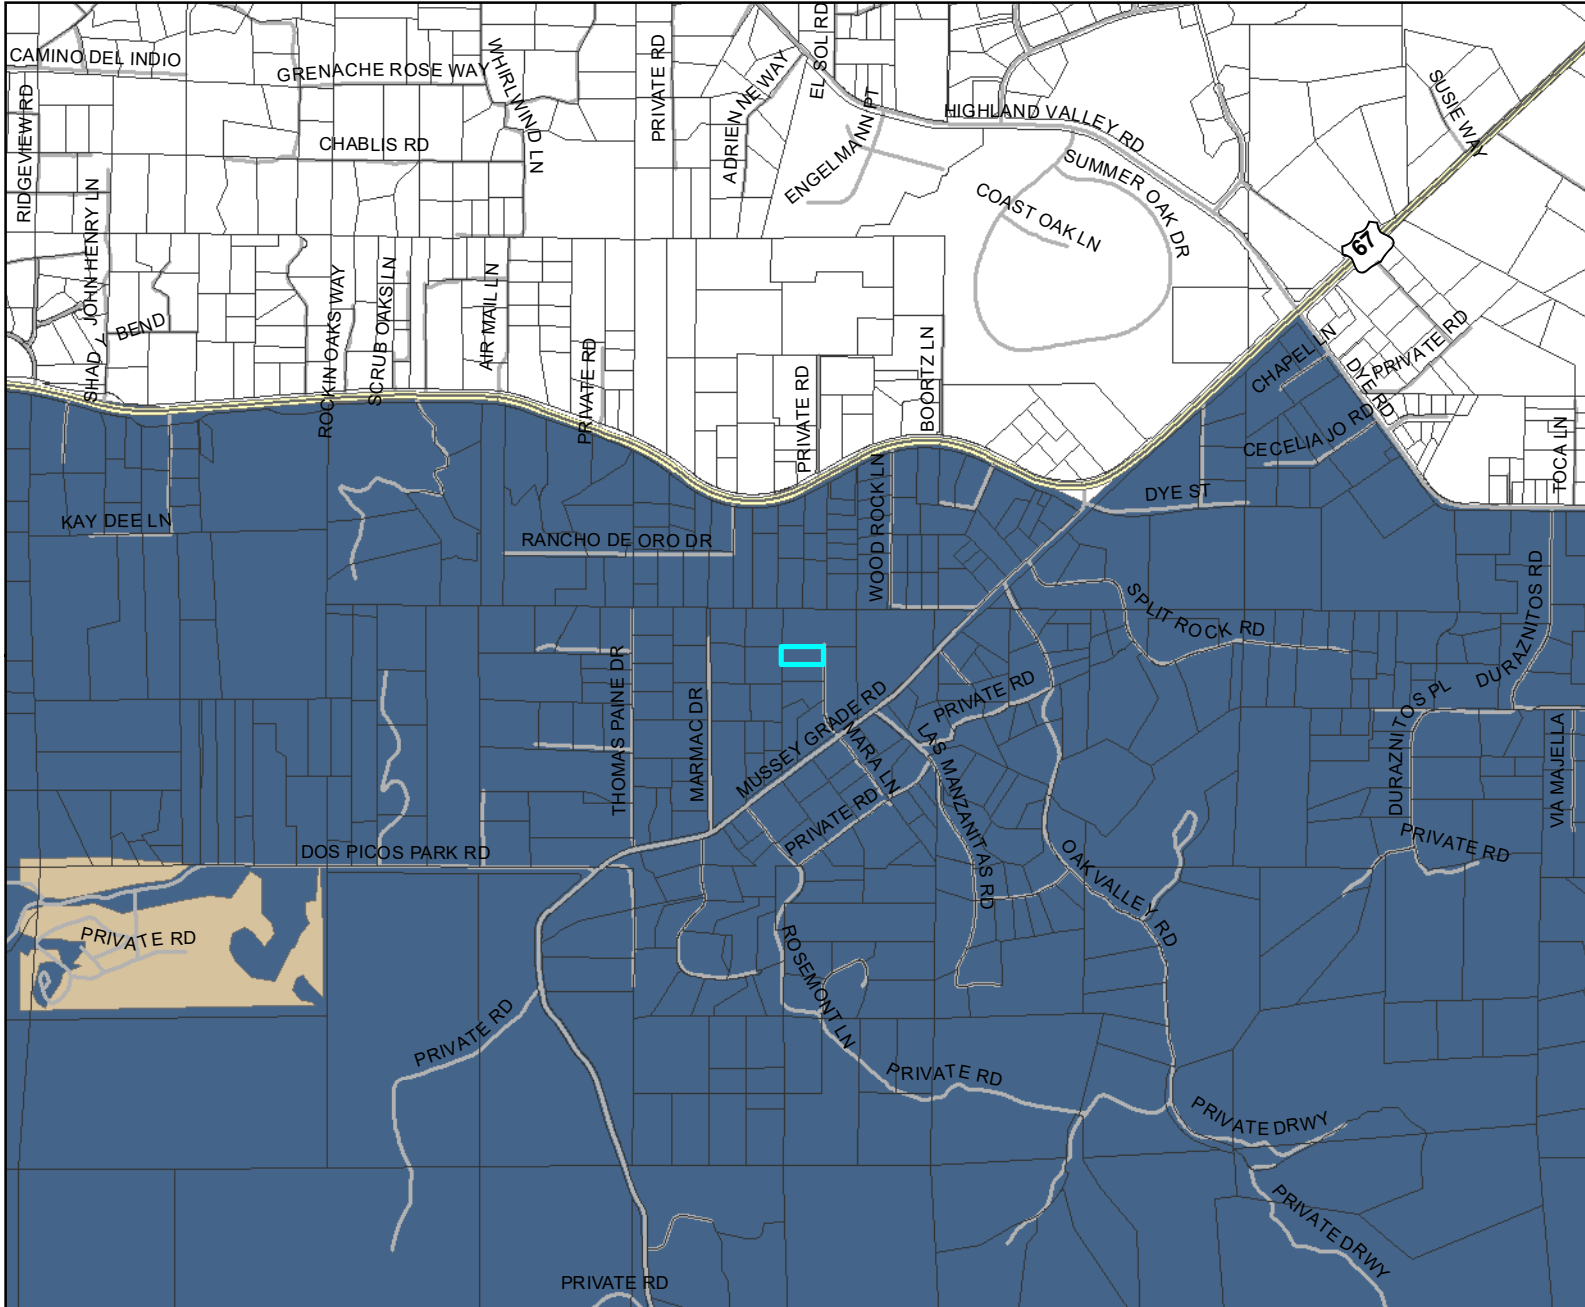 CAMINO DEL INDIO
GRENACHE ROSE WAY
WHIRLWIND LN
PRIVATE RD
ADRIENNE WAY
EL SOL RD
ENGELMANN PT
HIGHLAND VALLEY RD
SUSIE WAY
RIDGEVIEW RD
CHABLIS RD
JOHN HENRY LN
SUMMER OAK DR
COAST OAK LN
67
SHADY BEND
ROCKIN OAKS WAY
SCRUB OAKS LN
AIR MAIL LN
PRIVATE RD
PRIVATE RD
BOORTZ LN
CHAPEL LN
PRIVATE RD
DYE RD
CECELIA JO RD
TOCA LN
KAY DEE LN
RANCHO DE ORO DR
WOOD ROCK LN
DYE ST
SPLIT ROCK RD
DURAZNITOS RD
THOMAS PAINE DR
MARMAC DR
MUSSEY GRADE RD
PRIVATE RD
MARA LN
LAS MANZANITAS RD
DURAZNITOS PL
VIA MAJELLA
PRIVATE RD
PRIVATE RD
DOS PICOS PARK RD
OAK VALLEY RD
PRIVATE RD
ROSEMONT LN
PRIVATE RD
PRIVATE RD
PRIVATE DRWY
PRIVATE DRWY
PRIVATE RD